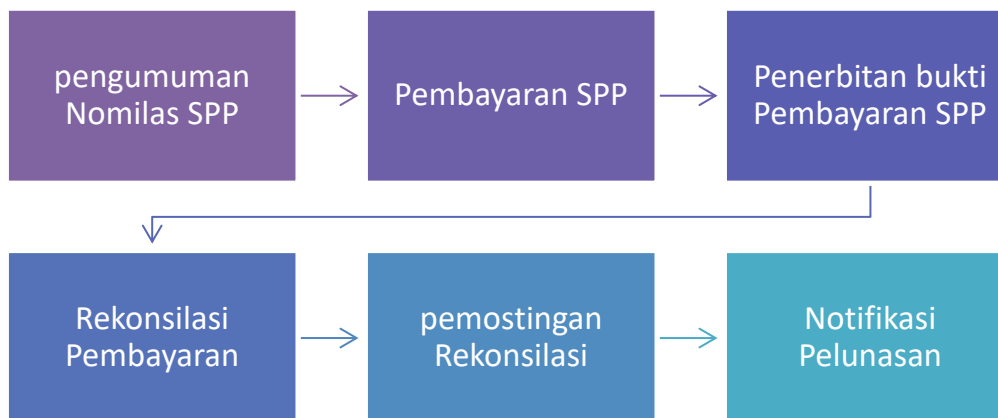 pengumuman
Nomilas SPP
Pembayaran SPP
Penerbitan bukti
Pembayaran SPP
Rekonsilasi
Pembayaran
pemostingan
Rekonsilasi
Notifikasi
Pelunasan